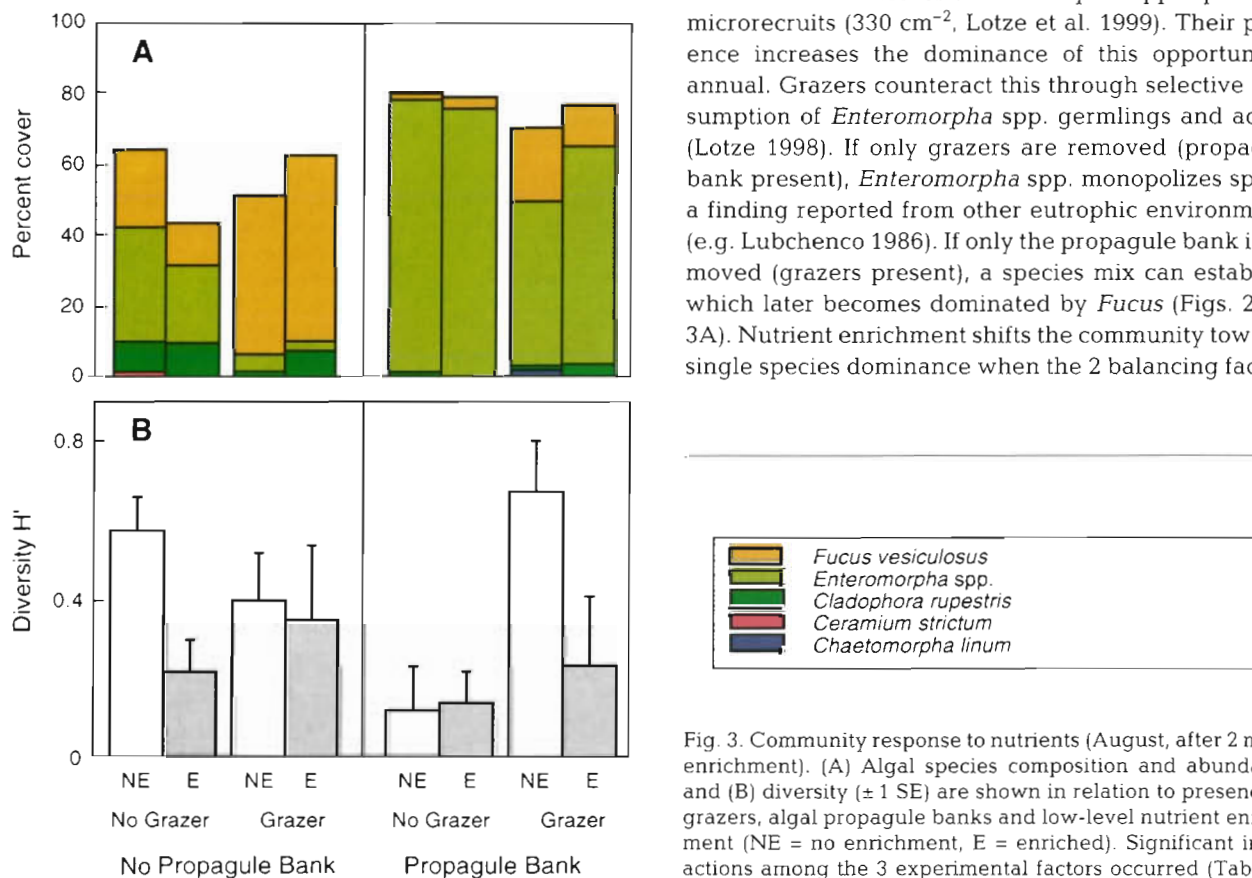 100
80
60
40
20
0
Percent cover
A
0.8
0.4
0
Diversity H'
B
NE E NE E NE E NE E
No Grazer Grazer No Grazer Grazer
No Propagule Bank Propagule Bank
microrecruits (330 cm⁻², Lotze et al. 1999). Their p
ence increases the dominance of this opportun
annual. Grazers counteract this through selective
sumption of Enteromorpha spp. germlings and ad
(Lotze 1998). If only grazers are removed (propa
bank present), Enteromorpha spp. monopolizes sp
a finding reported from other eutrophic environm
(e.g. Lubchenco 1986). If only the propagule bank i
moved (grazers present), a species mix can estab
which later becomes dominated by Fucus (Figs. 2
3A). Nutrient enrichment shifts the community tow
single species dominance when the 2 balancing fac
Fucus vesiculosus
Enteromorpha spp.
Cladophora rupestris
Ceramium strictum
Chaetomorpha linum
Fig. 3. Community response to nutrients (August, after 2 m
enrichment). (A) Algal species composition and abunda
and (B) diversity (± 1 SE) are shown in relation to presenc
grazers, algal propagule banks and low-level nutrient en
ment (NE = no enrichment, E = enriched). Significant in
actions among the 3 experimental factors occurred (Tab